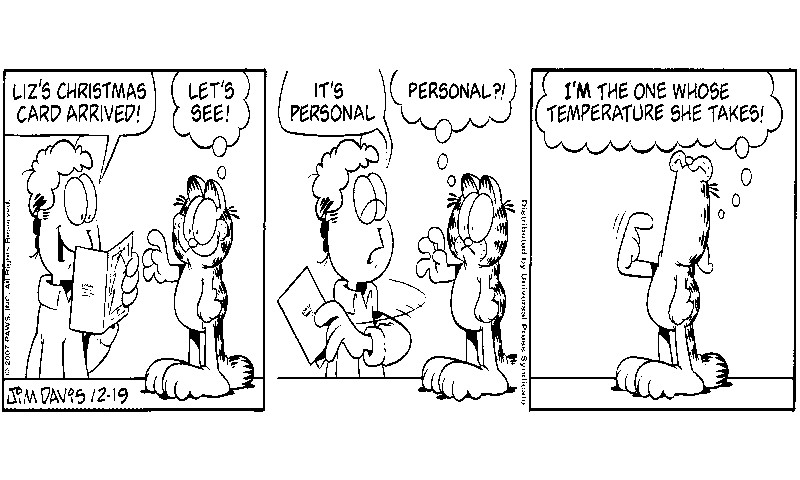 LIZ'S CHRISTMAS
CARD ARRIVED!
LET'S
SEE!
© 2007 PAWS, INC. All Rights Reserved.
JIM DAVIS 12-19
IT'S
PERSONAL
PERSONAL?!
Distributed by Universal Press Syndicate
I'M THE ONE WHOSE
TEMPERATURE SHE TAKES!